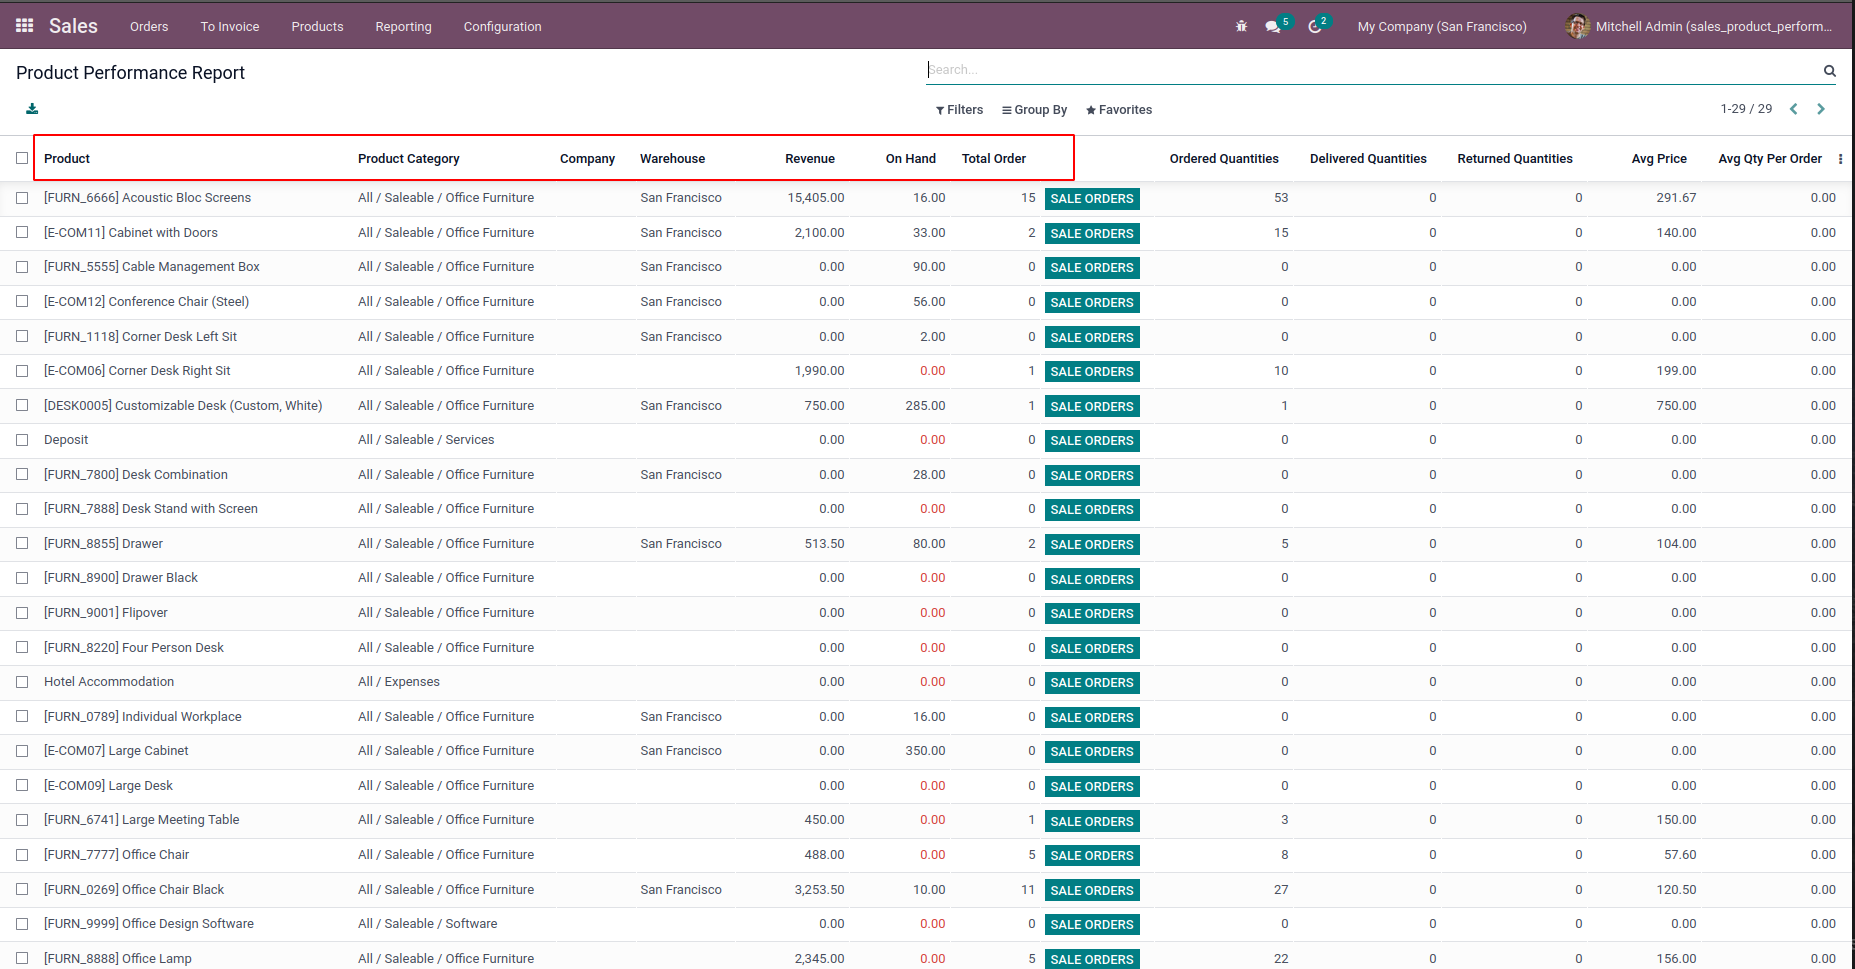 Sales Orders To Invoice Products Reporting Configuration 5 2 My Company (San Francisco) Mitchell Admin (sales_product_perform...
Product Performance Report Search...
Filters Group By Favorites 1-29 / 29
Product Product Category Company Warehouse Revenue On Hand Total Order Ordered Quantities Delivered Quantities Returned Quantities Avg Price Avg Qty Per Order
[FURN_6666] Acoustic Bloc Screens All / Saleable / Office Furniture San Francisco 15,405.00 16.00 15 SALE ORDERS 53 0 0 291.67 0.00
[E-COM11] Cabinet with Doors All / Saleable / Office Furniture San Francisco 2,100.00 33.00 2 SALE ORDERS 15 0 0 140.00 0.00
[FURN_5555] Cable Management Box All / Saleable / Office Furniture San Francisco 0.00 90.00 0 SALE ORDERS 0 0 0 0.00 0.00
[E-COM12] Conference Chair (Steel) All / Saleable / Office Furniture San Francisco 0.00 56.00 0 SALE ORDERS 0 0 0 0.00 0.00
[FURN_1118] Corner Desk Left Sit All / Saleable / Office Furniture San Francisco 0.00 2.00 0 SALE ORDERS 0 0 0 0.00 0.00
[E-COM06] Corner Desk Right Sit All / Saleable / Office Furniture 1,990.00 0.00 1 SALE ORDERS 10 0 0 199.00 0.00
[DESK0005] Customizable Desk (Custom, White) All / Saleable / Office Furniture San Francisco 750.00 285.00 1 SALE ORDERS 1 0 0 750.00 0.00
Deposit All / Saleable / Services 0.00 0.00 0 SALE ORDERS 0 0 0 0.00 0.00
[FURN_7800] Desk Combination All / Saleable / Office Furniture San Francisco 0.00 28.00 0 SALE ORDERS 0 0 0 0.00 0.00
[FURN_7888] Desk Stand with Screen All / Saleable / Office Furniture 0.00 0.00 0 SALE ORDERS 0 0 0 0.00 0.00
[FURN_8855] Drawer All / Saleable / Office Furniture San Francisco 513.50 80.00 2 SALE ORDERS 5 0 0 104.00 0.00
[FURN_8900] Drawer Black All / Saleable / Office Furniture 0.00 0.00 0 SALE ORDERS 0 0 0 0.00 0.00
[FURN_9001] Flipover All / Saleable / Office Furniture 0.00 0.00 0 SALE ORDERS 0 0 0 0.00 0.00
[FURN_8220] Four Person Desk All / Saleable / Office Furniture 0.00 0.00 0 SALE ORDERS 0 0 0 0.00 0.00
Hotel Accommodation All / Expenses 0.00 0.00 0 SALE ORDERS 0 0 0 0.00 0.00
[FURN_0789] Individual Workplace All / Saleable / Office Furniture San Francisco 0.00 16.00 0 SALE ORDERS 0 0 0 0.00 0.00
[E-COM07] Large Cabinet All / Saleable / Office Furniture San Francisco 0.00 350.00 0 SALE ORDERS 0 0 0 0.00 0.00
[E-COM09] Large Desk All / Saleable / Office Furniture 0.00 0.00 0 SALE ORDERS 0 0 0 0.00 0.00
[FURN_6741] Large Meeting Table All / Saleable / Office Furniture 450.00 0.00 1 SALE ORDERS 3 0 0 150.00 0.00
[FURN_7777] Office Chair All / Saleable / Office Furniture 488.00 0.00 5 SALE ORDERS 8 0 0 57.60 0.00
[FURN_0269] Office Chair Black All / Saleable / Office Furniture San Francisco 3,253.50 10.00 11 SALE ORDERS 27 0 0 120.50 0.00
[FURN_9999] Office Design Software All / Saleable / Software 0.00 0.00 0 SALE ORDERS 0 0 0 0.00 0.00
[FURN_8888] Office Lamp All / Saleable / Office Furniture 2,345.00 0.00 5 SALE ORDERS 22 0 0 156.00 0.00